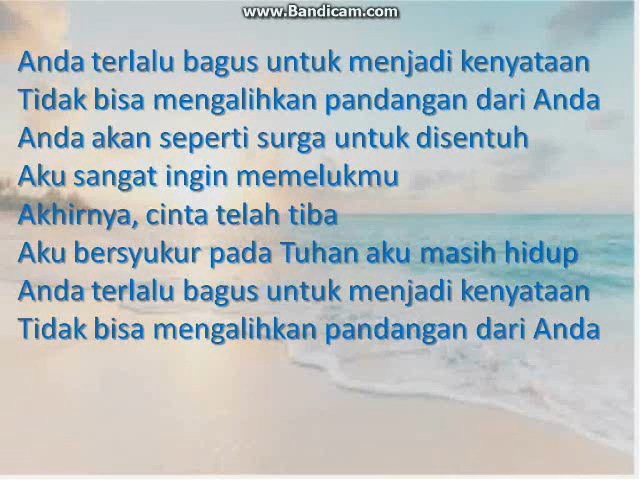 www.Bandicam.com
Anda terlalu bagus untuk menjadi kenyataan
Tidak bisa mengalihkan pandangan dari Anda
Anda akan seperti surga untuk disentuh
Aku sangat ingin memelukmu
Akhirnya, cinta telah tiba
Aku bersyukur pada Tuhan aku masih hidup
Anda terlalu bagus untuk menjadi kenyataan
Tidak bisa mengalihkan pandangan dari Anda